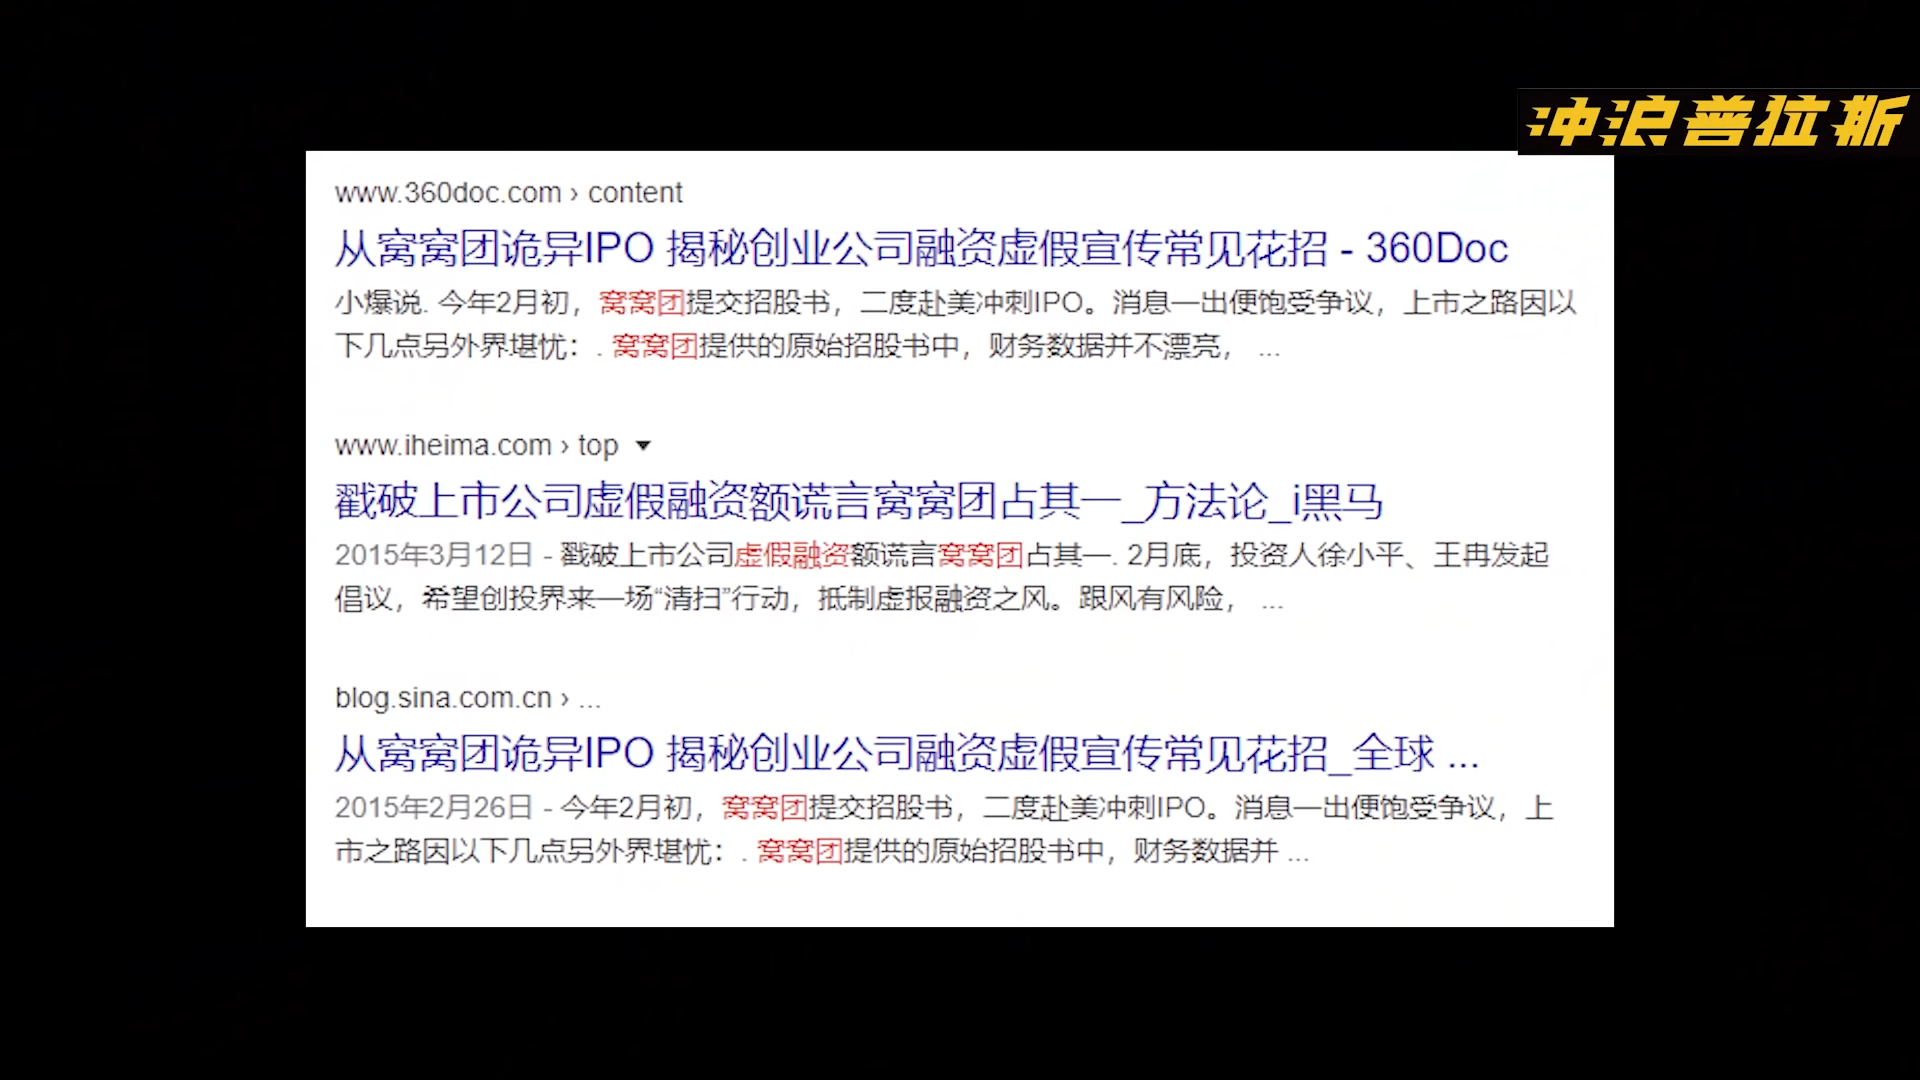 冲浪普拉斯
www.360doc.com › content
从窝窝团诡异IPO 揭秘创业公司融资虚假宣传常见花招 - 360Doc
小爆说. 今年2月初，窝窝团提交招股书，二度赴美冲刺IPO。消息一出便饱受争议，上市之路因以
下几点另外界堪忧：. 窝窝团提供的原始招股书中，财务数据并不漂亮， ...
www.iheima.com › top
戳破上市公司虚假融资额谎言窝窝团占其一_方法论_i黑马
2015年3月12日 - 戳破上市公司虚假融资额谎言窝窝团占其一. 2月底，投资人徐小平、王冉发起
倡议，希望创投界来一场“清扫”行动，抵制虚报融资之风。跟风有风险， ...
blog.sina.com.cn › ...
从窝窝团诡异IPO 揭秘创业公司融资虚假宣传常见花招_全球 ...
2015年2月26日 - 今年2月初，窝窝团提交招股书，二度赴美冲刺IPO。消息一出便饱受争议，上
市之路因以下几点另外界堪忧：. 窝窝团提供的原始招股书中，财务数据并 ...